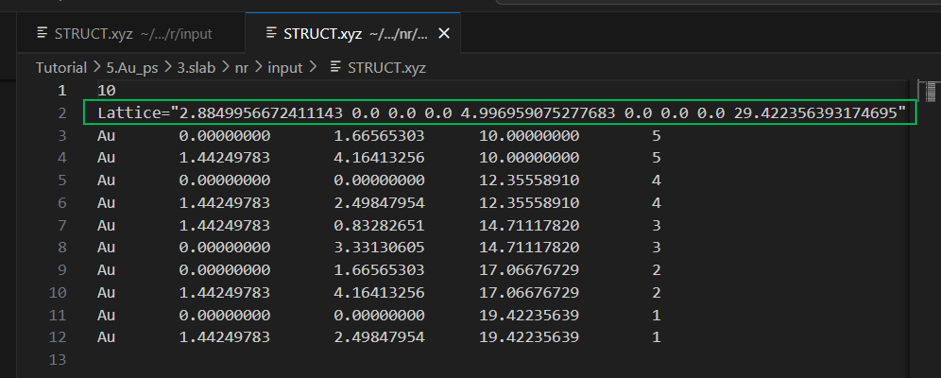 STRUCT.xyz ~/.../r/input STRUCT.xyz ~/.../nr/... ×
Tutorial > 5.Au_ps > 3.slab > nr > input > STRUCT.xyz
1 10
2 Lattice="2.8849956672411143 0.0 0.0 0.0 4.996959075277683 0.0 0.0 0.0 29.422356393174695"
3 Au 0.00000000 1.66565303 10.00000000 5
4 Au 1.44249783 4.16413256 10.00000000 5
5 Au 0.00000000 0.00000000 12.35558910 4
6 Au 1.44249783 2.49847954 12.35558910 4
7 Au 1.44249783 0.83282651 14.71117820 3
8 Au 0.00000000 3.33130605 14.71117820 3
9 Au 0.00000000 1.66565303 17.06676729 2
10 Au 1.44249783 4.16413256 17.06676729 2
11 Au 0.00000000 0.00000000 19.42235639 1
12 Au 1.44249783 2.49847954 19.42235639 1
13